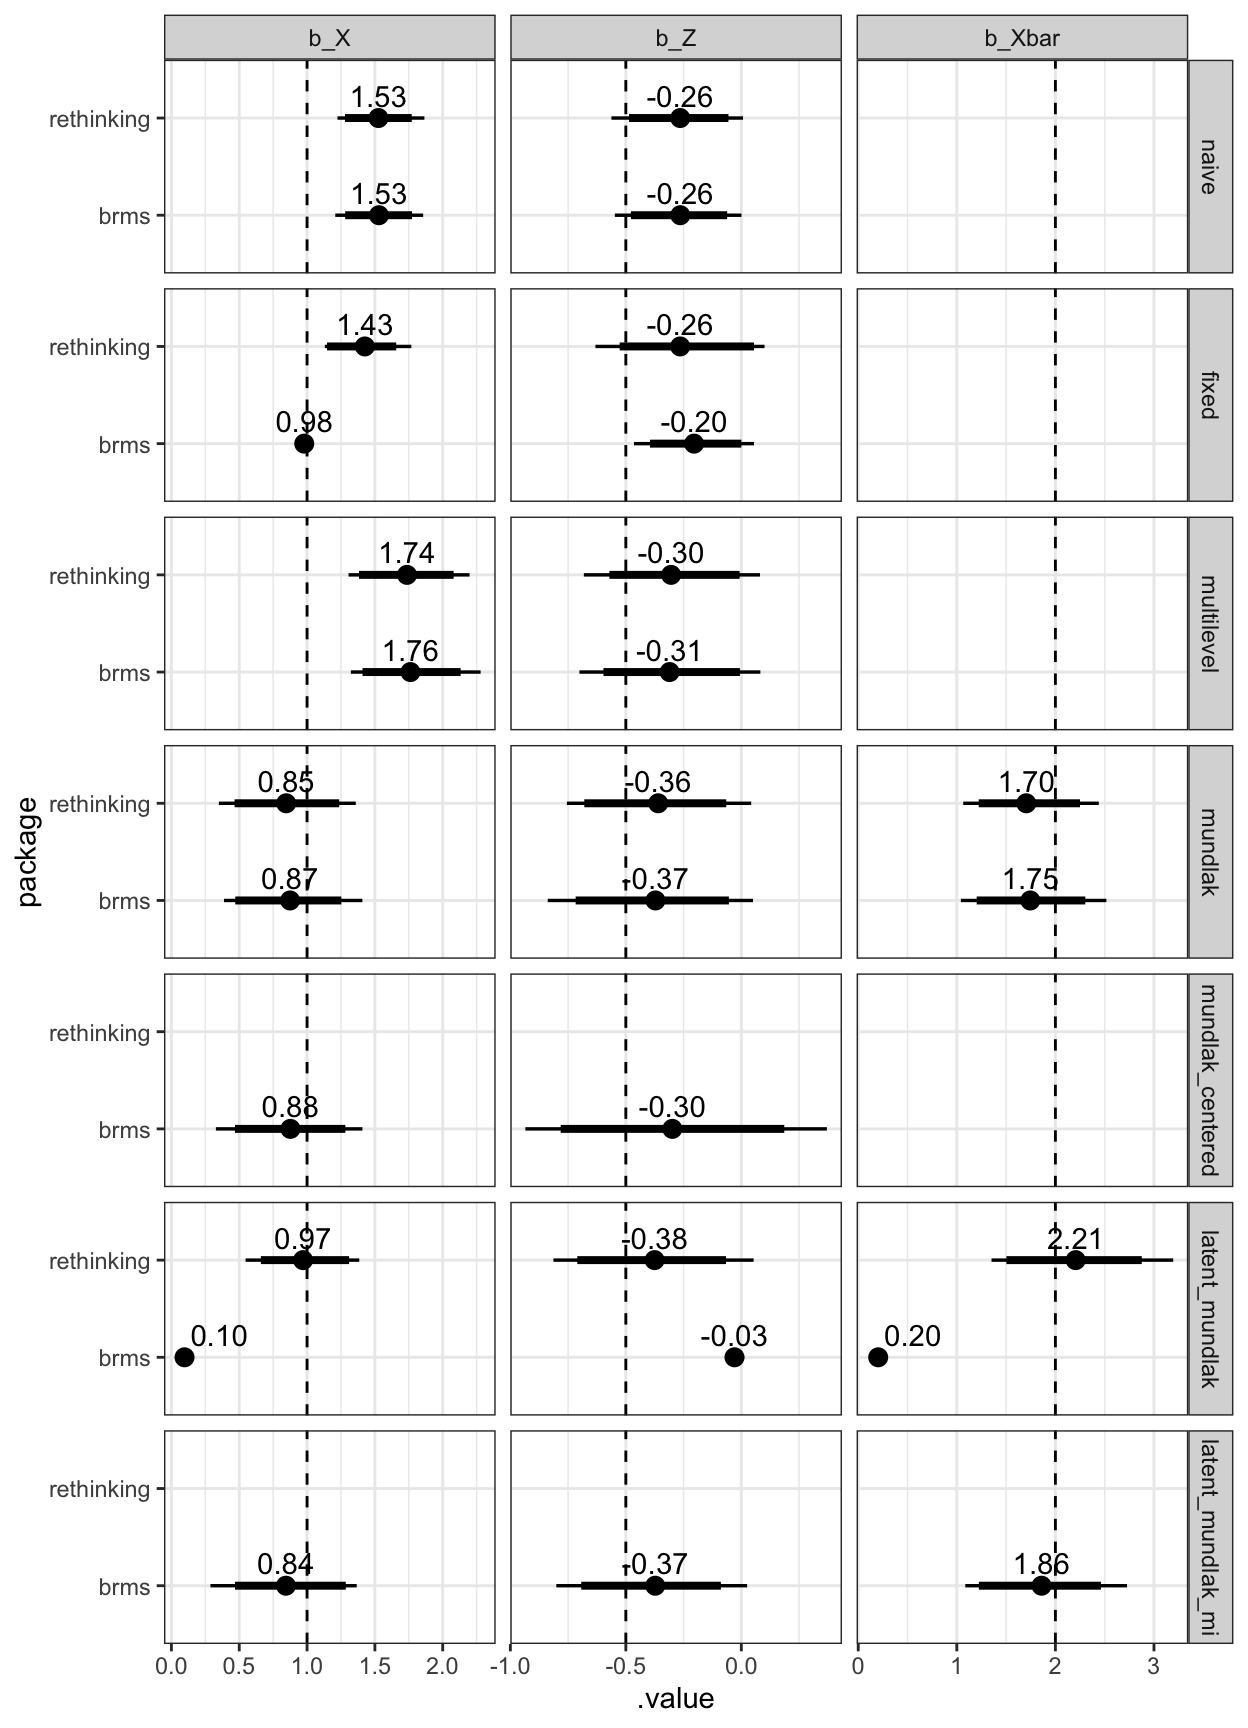 b_X b_Z b_Xbar
rethinking 1.53 -0.26
brms 1.53 -0.26
naive
rethinking 1.43 -0.26
brms 0.98 -0.20
fixed
rethinking 1.74 -0.30
brms 1.76 -0.31
multilevel
package
rethinking 0.85 -0.36 1.70
brms 0.87 -0.37 1.75
mundlak
rethinking
brms 0.88 -0.30
mundlak_centered
rethinking 0.97 -0.38 2.21
brms 0.10 -0.03 0.20
latent_mundlak
rethinking
brms 0.84 -0.37 1.86
latent_mundlak_mi
0.0 0.5 1.0 1.5 2.0 -1.0 -0.5 0.0 0 1 2 3
.value